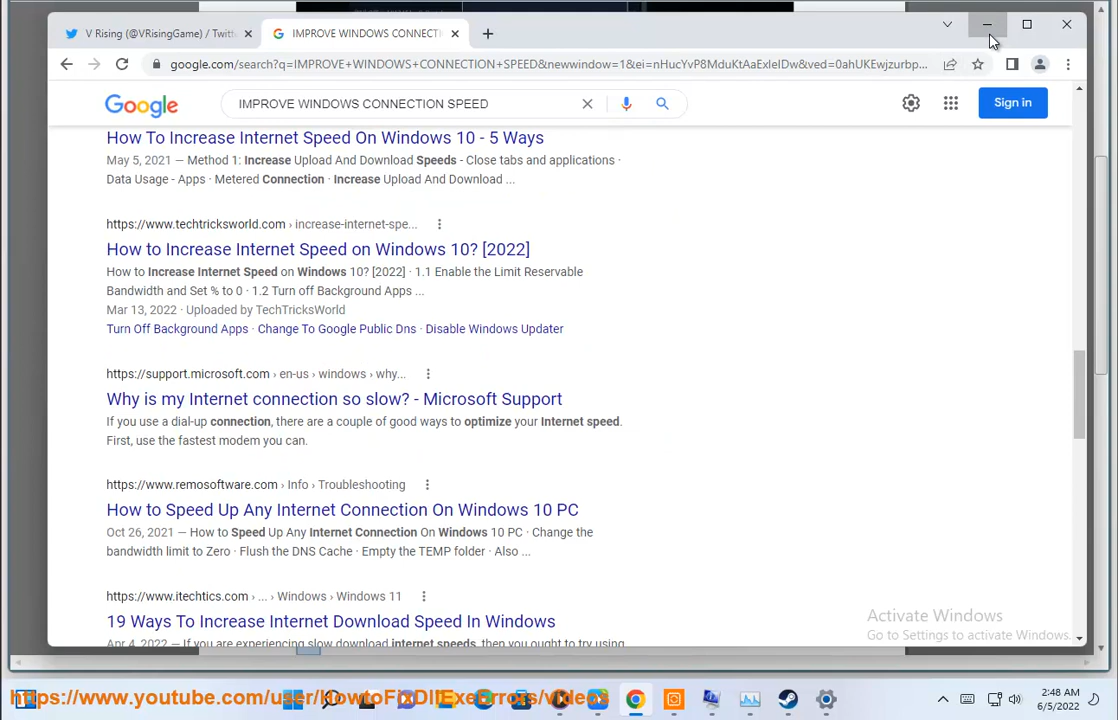 V Rising (@VRisingGame) / Twitt
IMPROVE WINDOWS CONNECTI
google.com/search?q=IMPROVE+WINDOWS+CONNECTION+SPEED&newwindow=1&ei=nHucYvP8MduKtAaExIeIDw&ved=0ahUKEwjzurbp...
Google
IMPROVE WINDOWS CONNECTION SPEED
Sign in
How To Increase Internet Speed On Windows 10 - 5 Ways
May 5, 2021 — Method 1: Increase Upload And Download Speeds - Close tabs and applications ·
Data Usage - Apps · Metered Connection · Increase Upload And Download ...
https://www.techtricksworld.com › increase-internet-spe...
How to Increase Internet Speed on Windows 10? [2022]
How to Increase Internet Speed on Windows 10? [2022] · 1.1 Enable the Limit Reservable
Bandwidth and Set % to 0 · 1.2 Turn off Background Apps ...
Mar 13, 2022 · Uploaded by TechTricksWorld
Turn Off Background Apps · Change To Google Public Dns · Disable Windows Updater
https://support.microsoft.com › en-us › windows › why...
Why is my Internet connection so slow? - Microsoft Support
If you use a dial-up connection, there are a couple of good ways to optimize your Internet speed.
First, use the fastest modem you can.
https://www.remosoftware.com › Info › Troubleshooting
How to Speed Up Any Internet Connection On Windows 10 PC
Oct 26, 2021 — How to Speed Up Any Internet Connection On Windows 10 PC · Change the
bandwidth limit to Zero · Flush the DNS Cache · Empty the TEMP folder · Also ...
https://www.itechtics.com › ... › Windows › Windows 11
19 Ways To Increase Internet Download Speed In Windows
Apr 4, 2022 — If you are experiencing slow download internet speeds, then you ought to try using
Activate Windows
Go to Settings to activate Windows.
https://www.youtube.com/user/HowtoFixDllExeErrors/videos
2:48 AM
6/5/2022